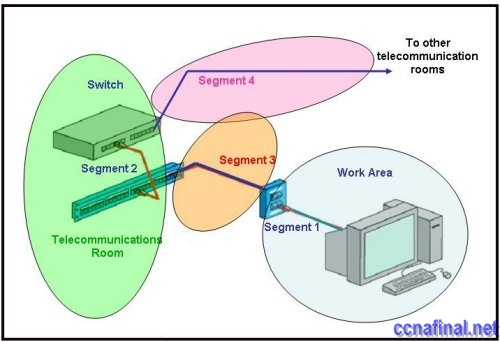 To other
telecommunication
rooms
Switch
Segment 4
Segment 2
Segment 3
Work Area
Segment 1
Telecommunications
Room
ccnafinal.net